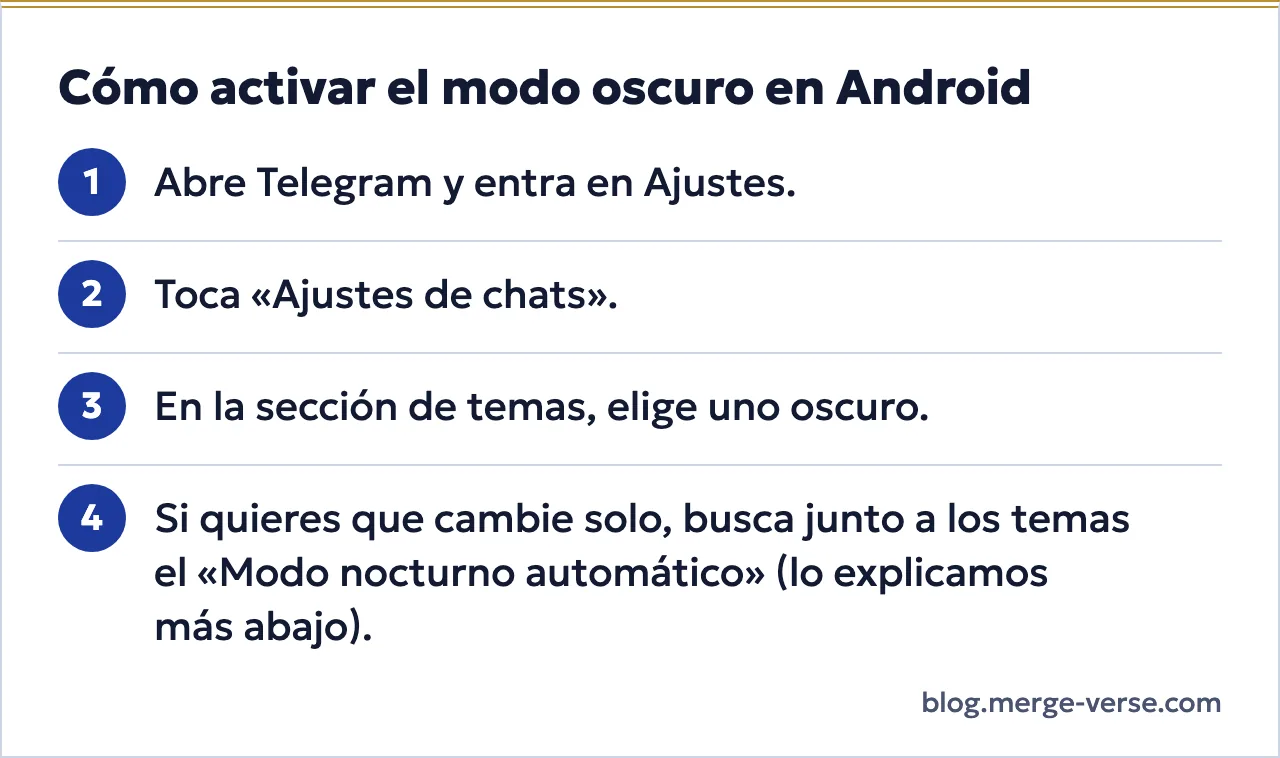 Cómo activar el modo oscuro en Android
1 Abre Telegram y entra en Ajustes.
2 Toca «Ajustes de chats».
3 En la sección de temas, elige uno oscuro.
4 Si quieres que cambie solo, busca junto a los temas
el «Modo nocturno automático» (lo explicamos
más abajo).
blog.merge-verse.com